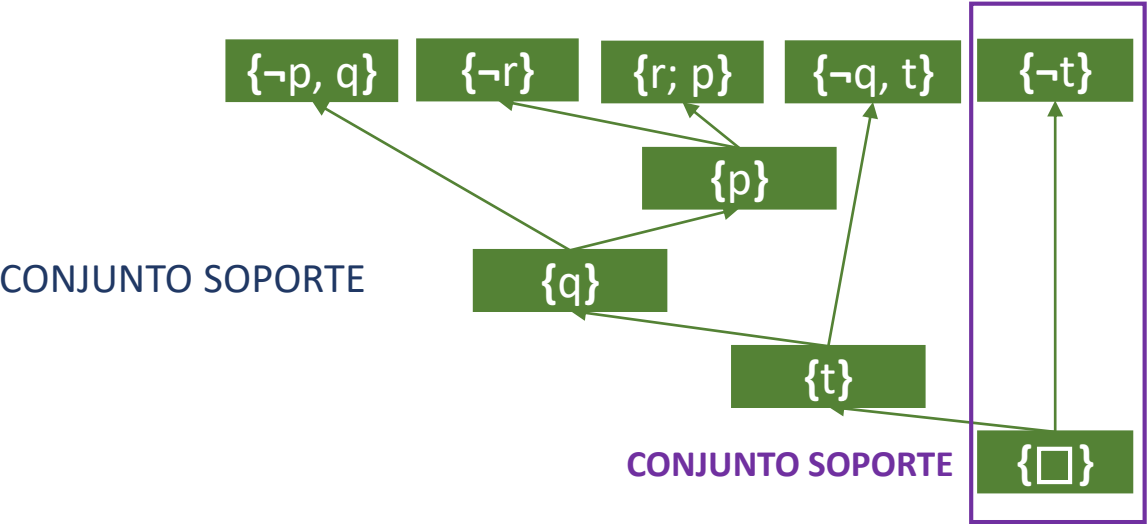 {¬p, q} {¬r} {r; p} {¬q, t} {¬t}
{p}
CONJUNTO SOPORTE {q}
{t}
CONJUNTO SOPORTE {□}